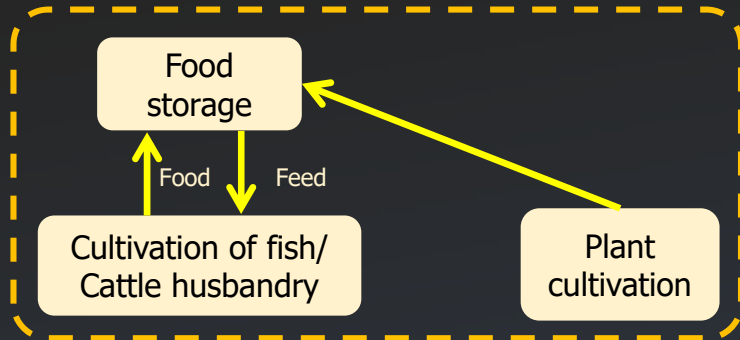 Food
storage
Food
Feed
Cultivation of fish/
Cattle husbandry
Plant
cultivation